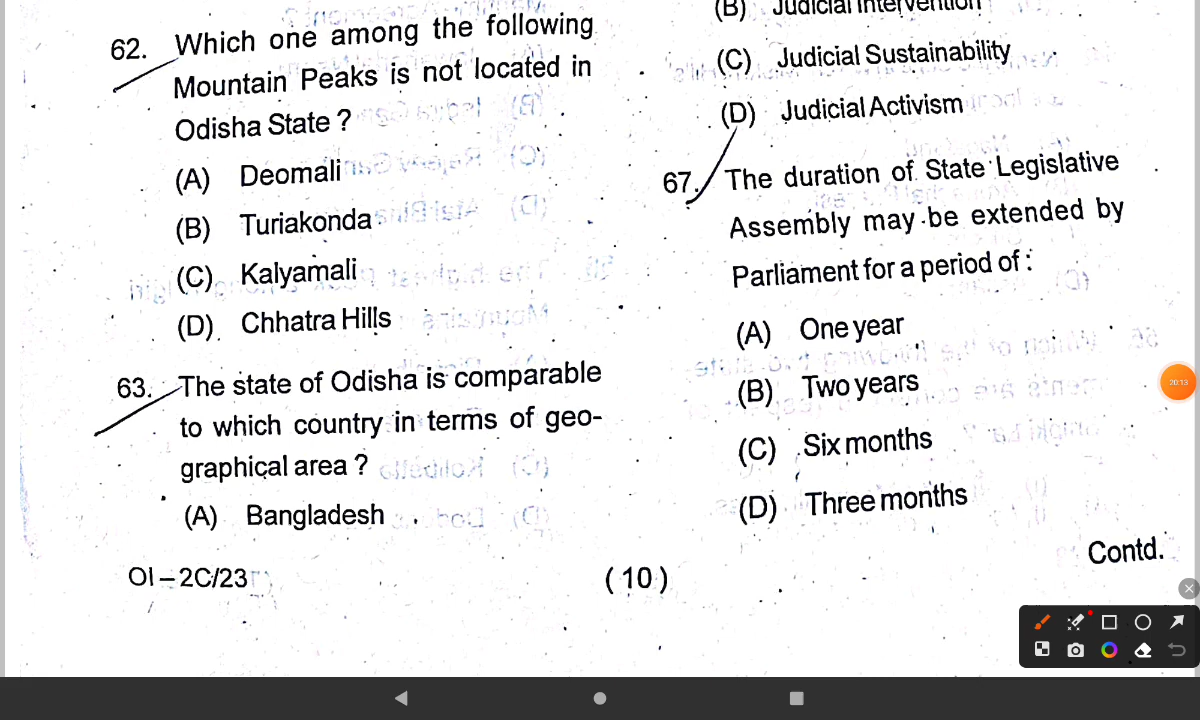 62. Which one among the following
Mountain Peaks is not located in
Odisha State ?
(A) Deomali
(B) Turiakonda
(C) Kalyamali
(D) Chhatra Hills
63. The state of Odisha is comparable
to which country in terms of geo-
graphical area ?
(A) Bangladesh
OI – 2C/23
(B) Judicial Intervention
(C) Judicial Sustainability
(D) Judicial Activism
67. The duration of State Legislative
Assembly may be extended by
Parliament for a period of :
(A) One year
(B) Two years
(C) Six months
(D) Three months
( 10 )
Contd.
20:13